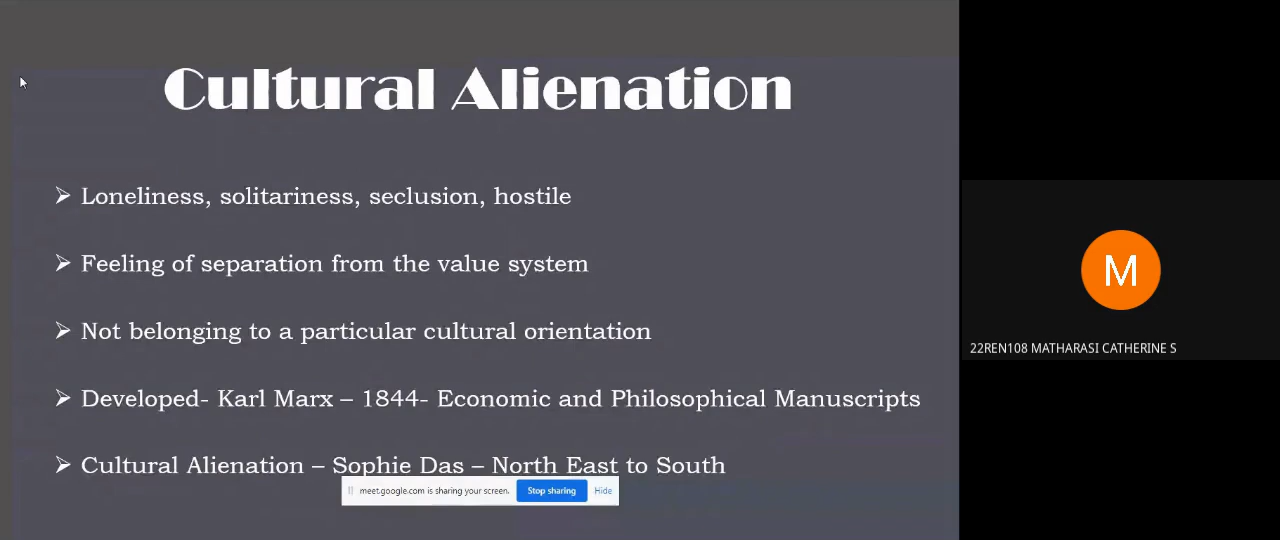 Cultural Alienation
➢ Loneliness, solitariness, seclusion, hostile
➢ Feeling of separation from the value system
➢ Not belonging to a particular cultural orientation
➢ Developed- Karl Marx – 1844- Economic and Philosophical Manuscripts
➢ Cultural Alienation – Sophie Das – North East to South
meet.google.com is sharing your screen. Stop sharing Hide
M
22REN108 MATHARASI CATHERINE S